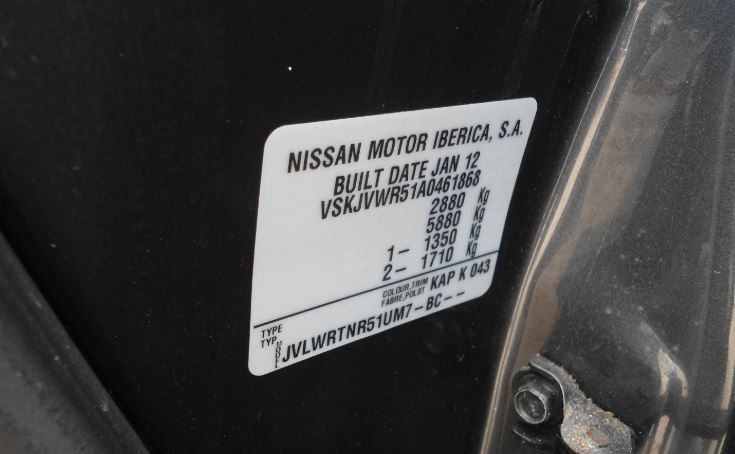 NISSAN MOTOR IBERICA, S.A.
BUILT DATE JAN 12
VSKJVWR51A0461868
2880 Kg
5880 Kg
1- 1350 Kg
2- 1710 Kg
COLOUR,TRIM
FABRE,POLST KAP K 043
TYPE
TYP
MODEL JVLWRTNR51UM7-BC--